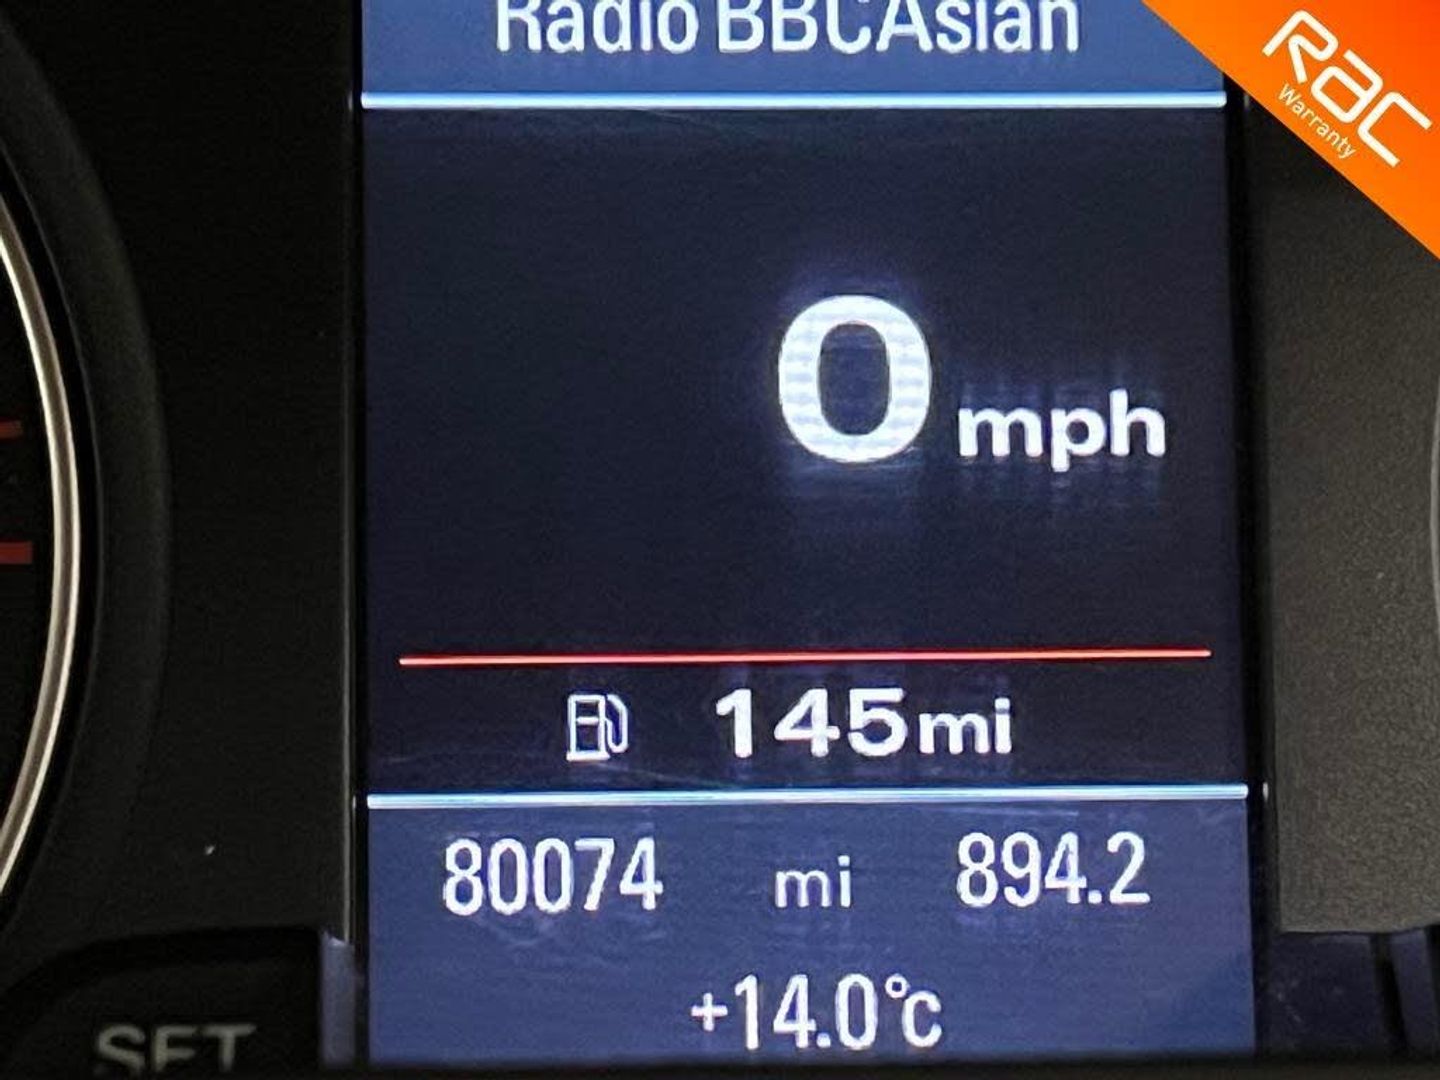 Radio BBCAsian
rac
Warranty
0 mph
145mi
80074 mi 894.2
+14.0°C
SET